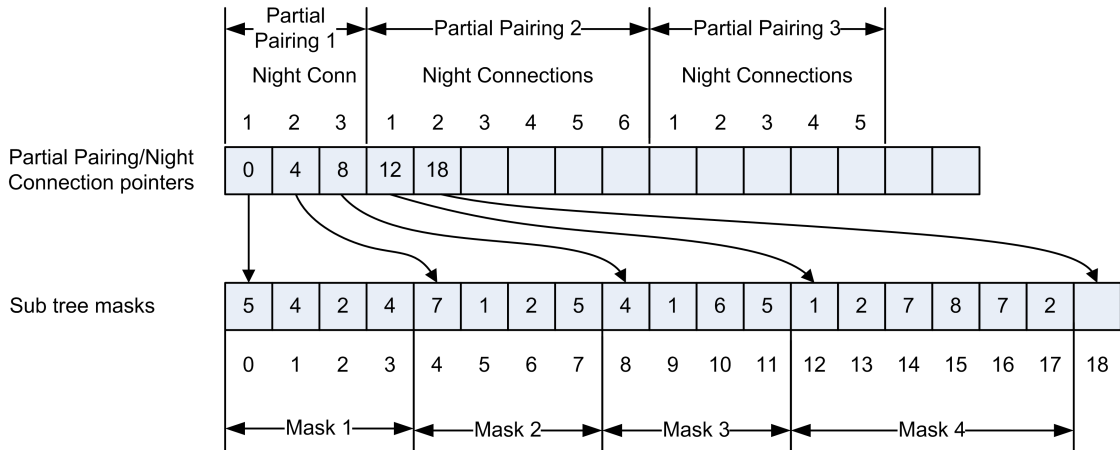 Partial
Pairing 1
Partial Pairing 2
Partial Pairing 3
Night Conn
Night Connections
Night Connections
1 2 3 1 2 3 4 5 6 1 2 3 4 5
Partial Pairing/Night
Connection pointers
0 4 8 12 18
Sub tree masks
5 4 2 4 7 1 2 5 4 1 6 5 1 2 7 8 7 2
0 1 2 3 4 5 6 7 8 9 10 11 12 13 14 15 16 17 18
Mask 1
Mask 2
Mask 3
Mask 4